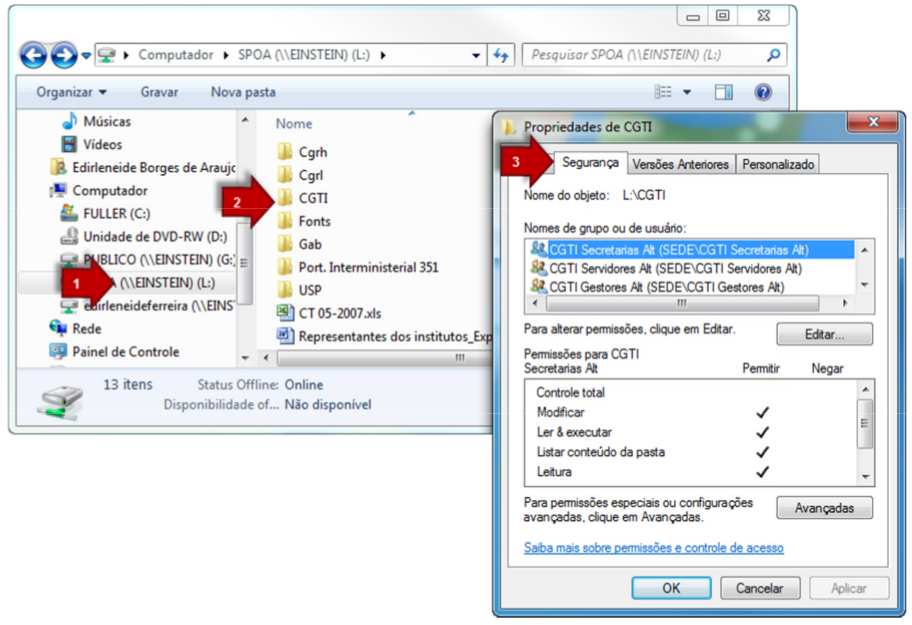 Computador ▸ SPOA (\\EINSTEIN) (L:) ▸
Pesquisar SPOA (\\EINSTEIN) (L:)
Organizar
Gravar
Nova pasta
Músicas
Vídeos
Edirleneide Borges de Araujo
Computador
FULLER (C:)
Unidade de DVD-RW (D:)
PUBLICO (\\EINSTEIN) (G:)
1
A (\\EINSTEIN) (L:)
edirleneideferreira (\\EINS
Rede
Painel de Controle
Nome
Cgrh
Cgrl
2
CGTI
Fonts
Gab
Port. Interministerial 351
USP
CT 05-2007.xls
Representantes dos institutos_Exp
13 itens
Status Offline: Online
Disponibilidade of... Não disponível
Propriedades de CGTI
3
Segurança
Versões Anteriores
Personalizado
Nome do objeto: L:\CGTI
Nomes de grupo ou de usuário:
CGTI Secretarias Alt (SEDE\CGTI Secretarias Alt)
CGTI Servidores Alt (SEDE\CGTI Servidores Alt)
CGTI Gestores Alt (SEDE\CGTI Gestores Alt)
Para alterar permissões, clique em Editar.
Editar...
Permissões para CGTI
Secretarias Alt
Permitir
Negar
Controle total
Modificar
Ler & executar
Listar conteúdo da pasta
Leitura
Para permissões especiais ou configurações
avançadas, clique em Avançadas.
Avançadas
Saiba mais sobre permissões e controle de acesso
OK
Cancelar
Aplicar